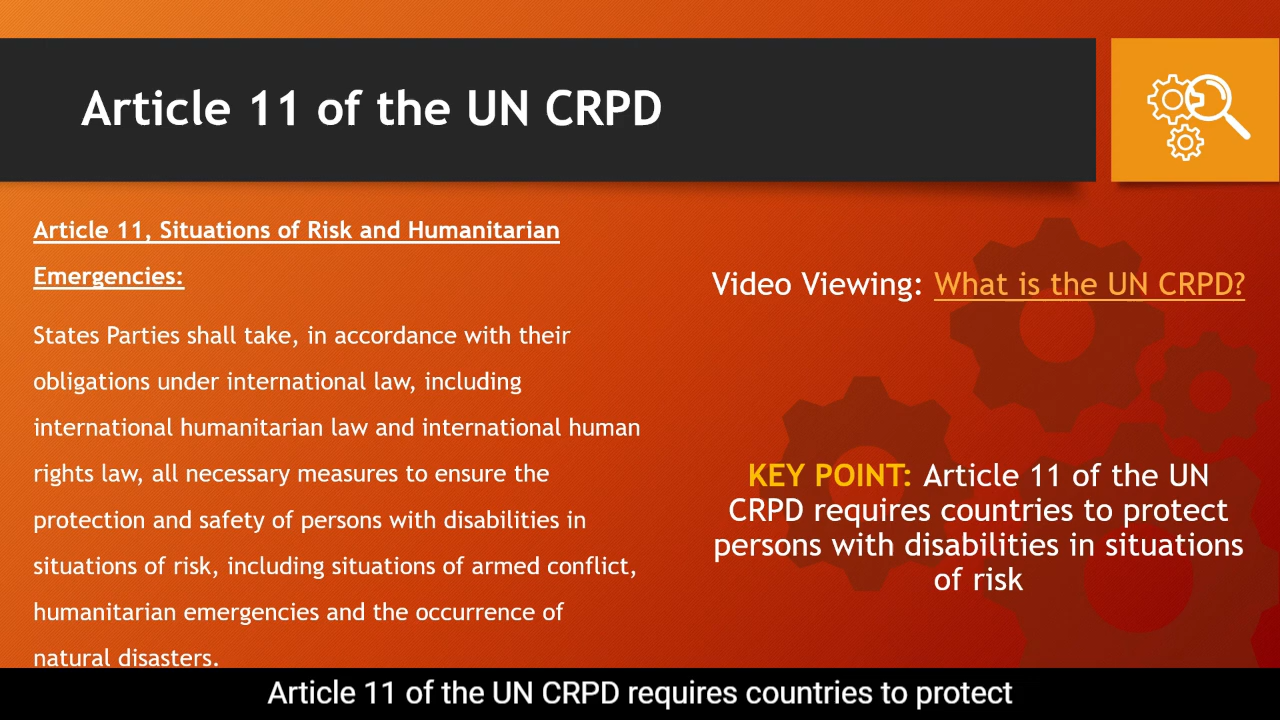 Article 11 of the UN CRPD
Article 11, Situations of Risk and Humanitarian
Emergencies:
States Parties shall take, in accordance with their
obligations under international law, including
international humanitarian law and international human
rights law, all necessary measures to ensure the
protection and safety of persons with disabilities in
situations of risk, including situations of armed conflict,
humanitarian emergencies and the occurrence of
natural disasters.
Video Viewing: What is the UN CRPD?
KEY POINT: Article 11 of the UN
CRPD requires countries to protect
persons with disabilities in situations
of risk
Article 11 of the UN CRPD requires countries to protect